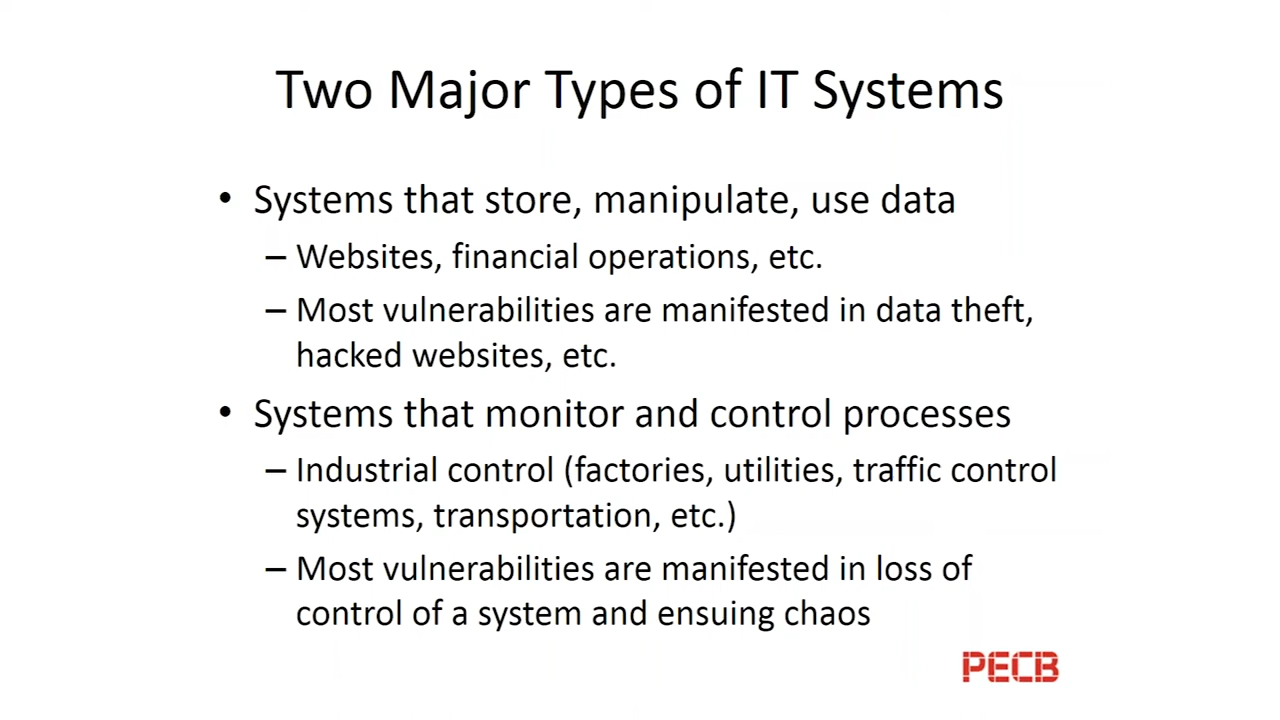 Two Major Types of IT Systems
• Systems that store, manipulate, use data
– Websites, financial operations, etc.
– Most vulnerabilities are manifested in data theft,
hacked websites, etc.
• Systems that monitor and control processes
– Industrial control (factories, utilities, traffic control
systems, transportation, etc.)
– Most vulnerabilities are manifested in loss of
control of a system and ensuing chaos
PECB